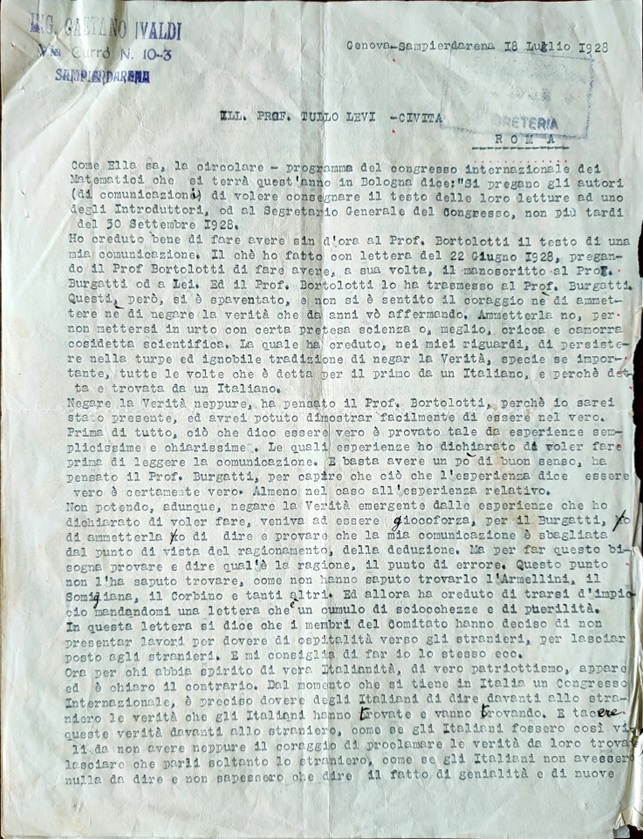 ING. GAETANO IVALDI
Via Currò N. 10-3
SAMPIERDARENA
Genova-Sampierdarena 18 Luglio 1928
ILL. PROF. TULLO LEVI -CIVITA
RETERIA
R O M A
Come Ella sa, la circolare - programma del congresso internazionale dei
Matematici che si terrà quest'anno in Bologna dice:"Si pregano gli autori
(di comunicazioni) di volere consegnare il testo delle loro letture ad uno
degli Introduttori, od al Segretario Generale del Congresso, non più tardi
del 30 Settembre 1928.
Ho creduto bene di fare avere sin d'ora al Prof. Bortolotti il testo di una
mia comunicazione. Il chè ho fatto con lettera del 22 Giugno 1928, pregan-
do il Prof Bortolotti di fare avere, a sua volta, il manoscritto al Prof.
Burgatti od a Lei. Ed il Prof. Bortolotti lo ha trasmesso al Prof. Burgatti.
Questi, però, si è spaventato, e non si è sentito il coraggio nè di ammet-
tere nè di negare la verità che da anni vò affermando. Ammetterla no, per-
non mettersi in urto con certa pretesa scienza o, meglio, cricca e camorra
cosidetta scientifica. La quale ha creduto, nei miei riguardi, di persiste-
re nella turpe ed ignobile tradizione di negar la Verità, specie se impor-
tante, tutte le volte che è detta per il primo da un Italiano, e perchè det-
ta e trovata da un Italiano.
Negare la Verità neppure, ha pensato il Prof. Bortolotti, perchè io sarei
stato presente, ed avrei potuto dimostrar facilmente di essere nel vero.
Prima di tutto, ciò che dico essere vero è provato tale da esperienze sem-
plicissime e chiarissime. Le quali esperienze ho dichiarato di voler fare
prima di leggere la comunicazione. E basta avere un pò di buon senso, ha
pensato il Prof. Burgatti, per capire che ciò che l'esperienza dice essere
vero è certamente vero. Almeno nel caso all'esperienza relativo.
Non potendo, adunque, negare la Verità emergente dalle esperienze che ho
dichiarato di voler fare, veniva ad essere giocoforza, per il Burgatti, o
di ammetterla o di dire e provare che la mia comunicazione è sbagliata
dal punto di vista del ragionamento, della deduzione. Ma per far questo bi-
sogna provare e dire qual'è la ragione, il punto di errore. Questo punto
non l'ha saputo trovare, come non hanno saputo trovarlo l'Armellini, il
Somigliana, il Corbino e tanti altri. Ed allora ha creduto di trarsi d'impic-
cio mandandomi una lettera che è un cumulo di sciocchezze e di puerilità.
In questa lettera si dice che i membri del Comitato hanno deciso di non
presentar lavori per dovere di ospitalità verso gli stranieri, per lasciar
posto agli stranieri. E mi consiglia di far io lo stesso ecc.
Ora per chi abbia spirito di vera Italianità, di vero patriottismo, appare
ed è chiaro il contrario. Dal momento che si tiene in Italia un Congresso
Internazionale, è preciso dovere degli Italiani di dire davanti allo stra-
niero le verità che gli Italiani hanno trovate e vanno trovando. E tacere
queste verità davanti allo straniero, come se gli Italiani fossero così vi-
li da non avere neppure il coraggio di proclamare le verità da loro trovat
lasciare che parli soltanto lo straniero, come se gli Italiani non avesser
nulla da dire e non sapessero che dire il fatto di genialità e di nuove